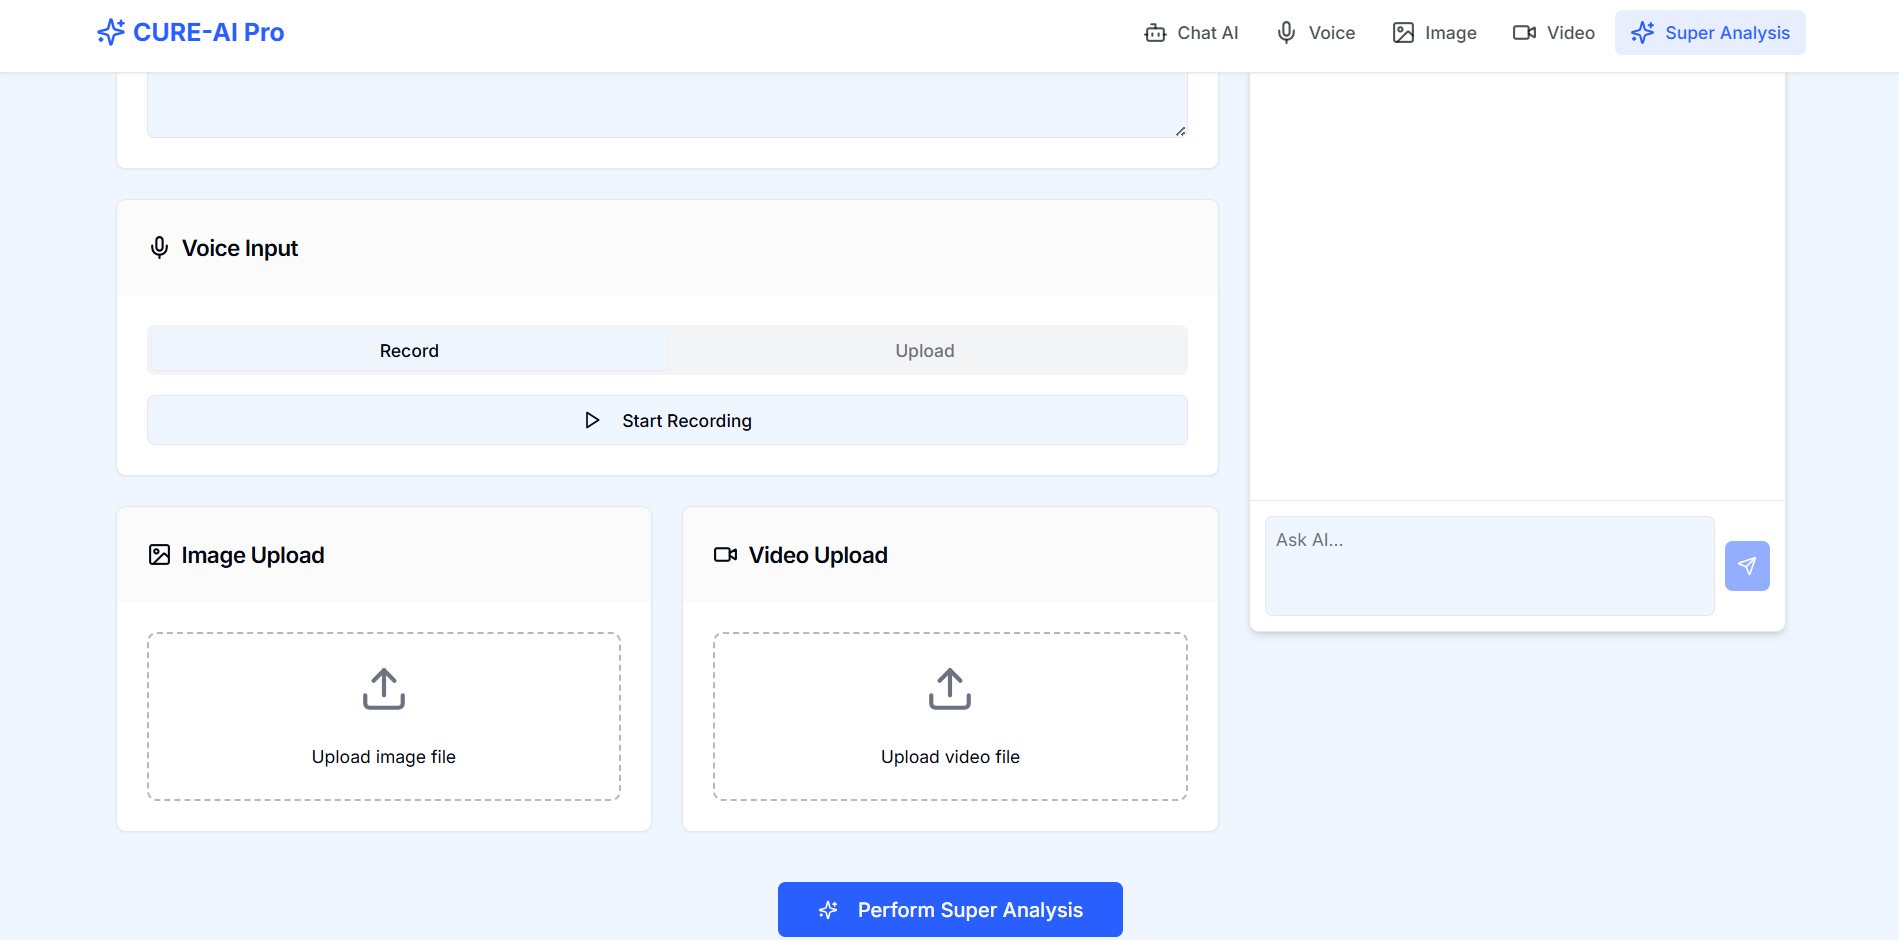 CURE-AI Pro
Chat AI
Voice
Image
Video
Super Analysis
Voice Input
Record
Upload
Start Recording
Image Upload
Upload image file
Video Upload
Upload video file
Ask AI...
Perform Super Analysis